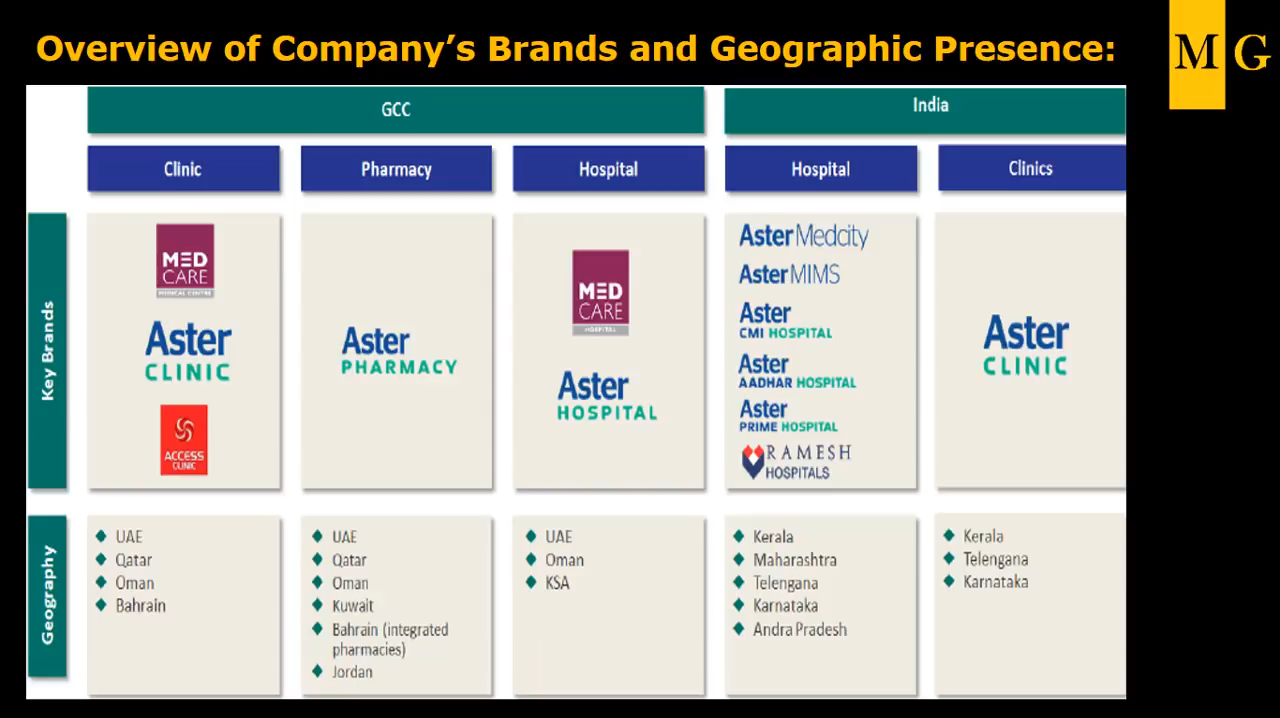 Overview of Company’s Brands and Geographic Presence:
M G
GCC
India
Clinic
Pharmacy
Hospital
Hospital
Clinics
Key Brands
MED
CARE
MEDICAL CENTRE
Aster
CLINIC
ACCESS
CLINIC
Aster
PHARMACY
MED
CARE
HOSPITAL
Aster
HOSPITAL
Aster Medcity
Aster MIMS
Aster
CMI HOSPITAL
Aster
AADHAR HOSPITAL
Aster
PRIME HOSPITAL
RAMESH
HOSPITALS
Aster
CLINIC
Geography
UAE
Qatar
Oman
Bahrain
UAE
Qatar
Oman
Kuwait
Bahrain (integrated
pharmacies)
Jordan
UAE
Oman
KSA
Kerala
Maharashtra
Telengana
Karnataka
Andra Pradesh
Kerala
Telengana
Karnataka